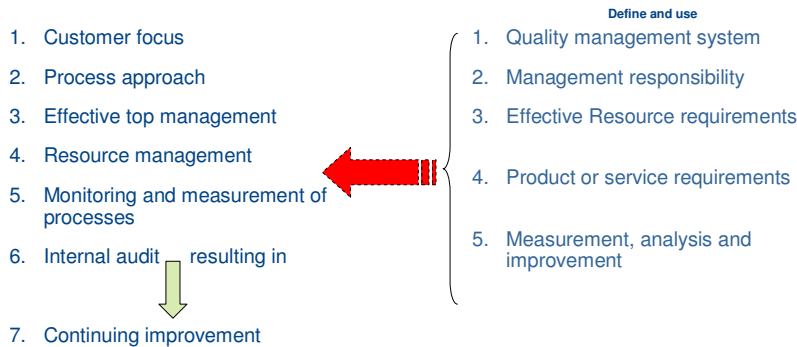 Define and use
1. Customer focus
2. Process approach
3. Effective top management
4. Resource management
5. Monitoring and measurement of
processes
6. Internal audit resulting in
7. Continuing improvement
1. Quality management system
2. Management responsibility
3. Effective Resource requirements
4. Product or service requirements
5. Measurement, analysis and
improvement